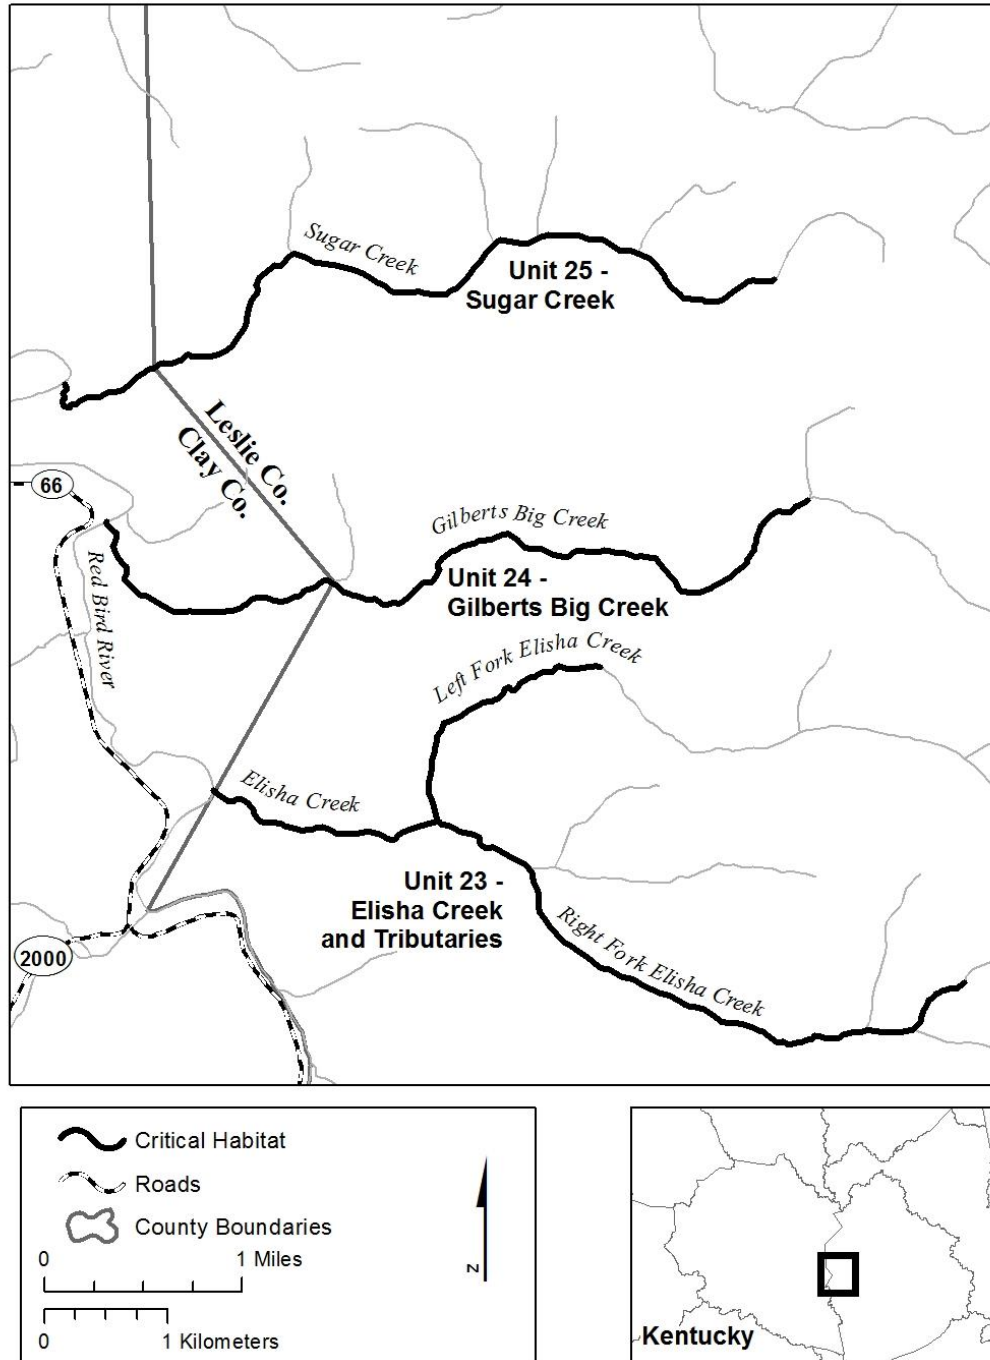 Sugar Creek
Unit 25 -
Sugar Creek
Leslie Co.
Clay Co.
66
Gilberts Big Creek
Red Bird River
Unit 24 -
Gilberts Big Creek
Left Fork Elisha Creek
Elisha Creek
Unit 23 -
Elisha Creek
and Tributaries
Right Fork Elisha Creek
2000
Critical Habitat
Roads
County Boundaries
0 1 Miles
0 1 Kilometers
N
Kentucky